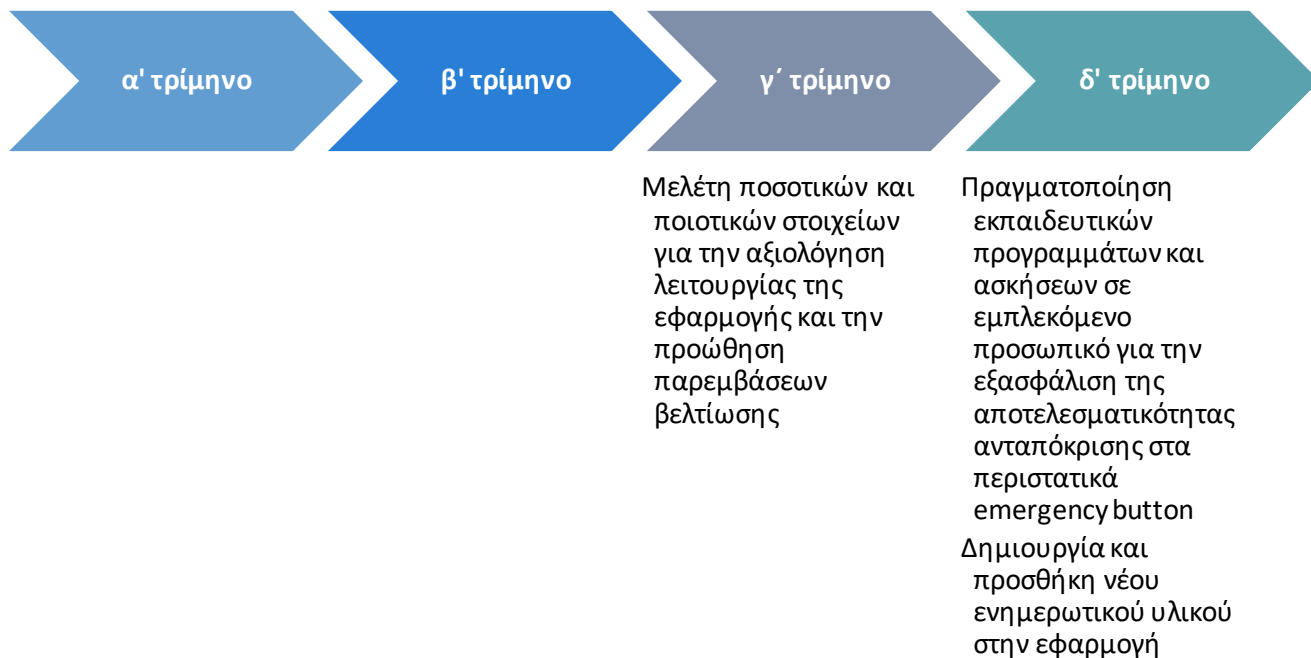 α' τρίμηνο
β' τρίμηνο
γ΄ τρίμηνο
δ' τρίμηνο
Μελέτη ποσοτικών και
ποιοτικών στοιχείων
για την αξιολόγηση
λειτουργίας της
εφαρμογής και την
προώθηση
παρεμβάσεων
βελτίωσης
Πραγματοποίηση
εκπαιδευτικών
προγραμμάτων και
ασκήσεων σε
εμπλεκόμενο
προσωπικό για την
εξασφάλιση της
αποτελεσματικότητας
ανταπόκρισης στα
περιστατικά
emergency button
Δημιουργία και
προσθήκη νέου
ενημερωτικού υλικού
στην εφαρμογή